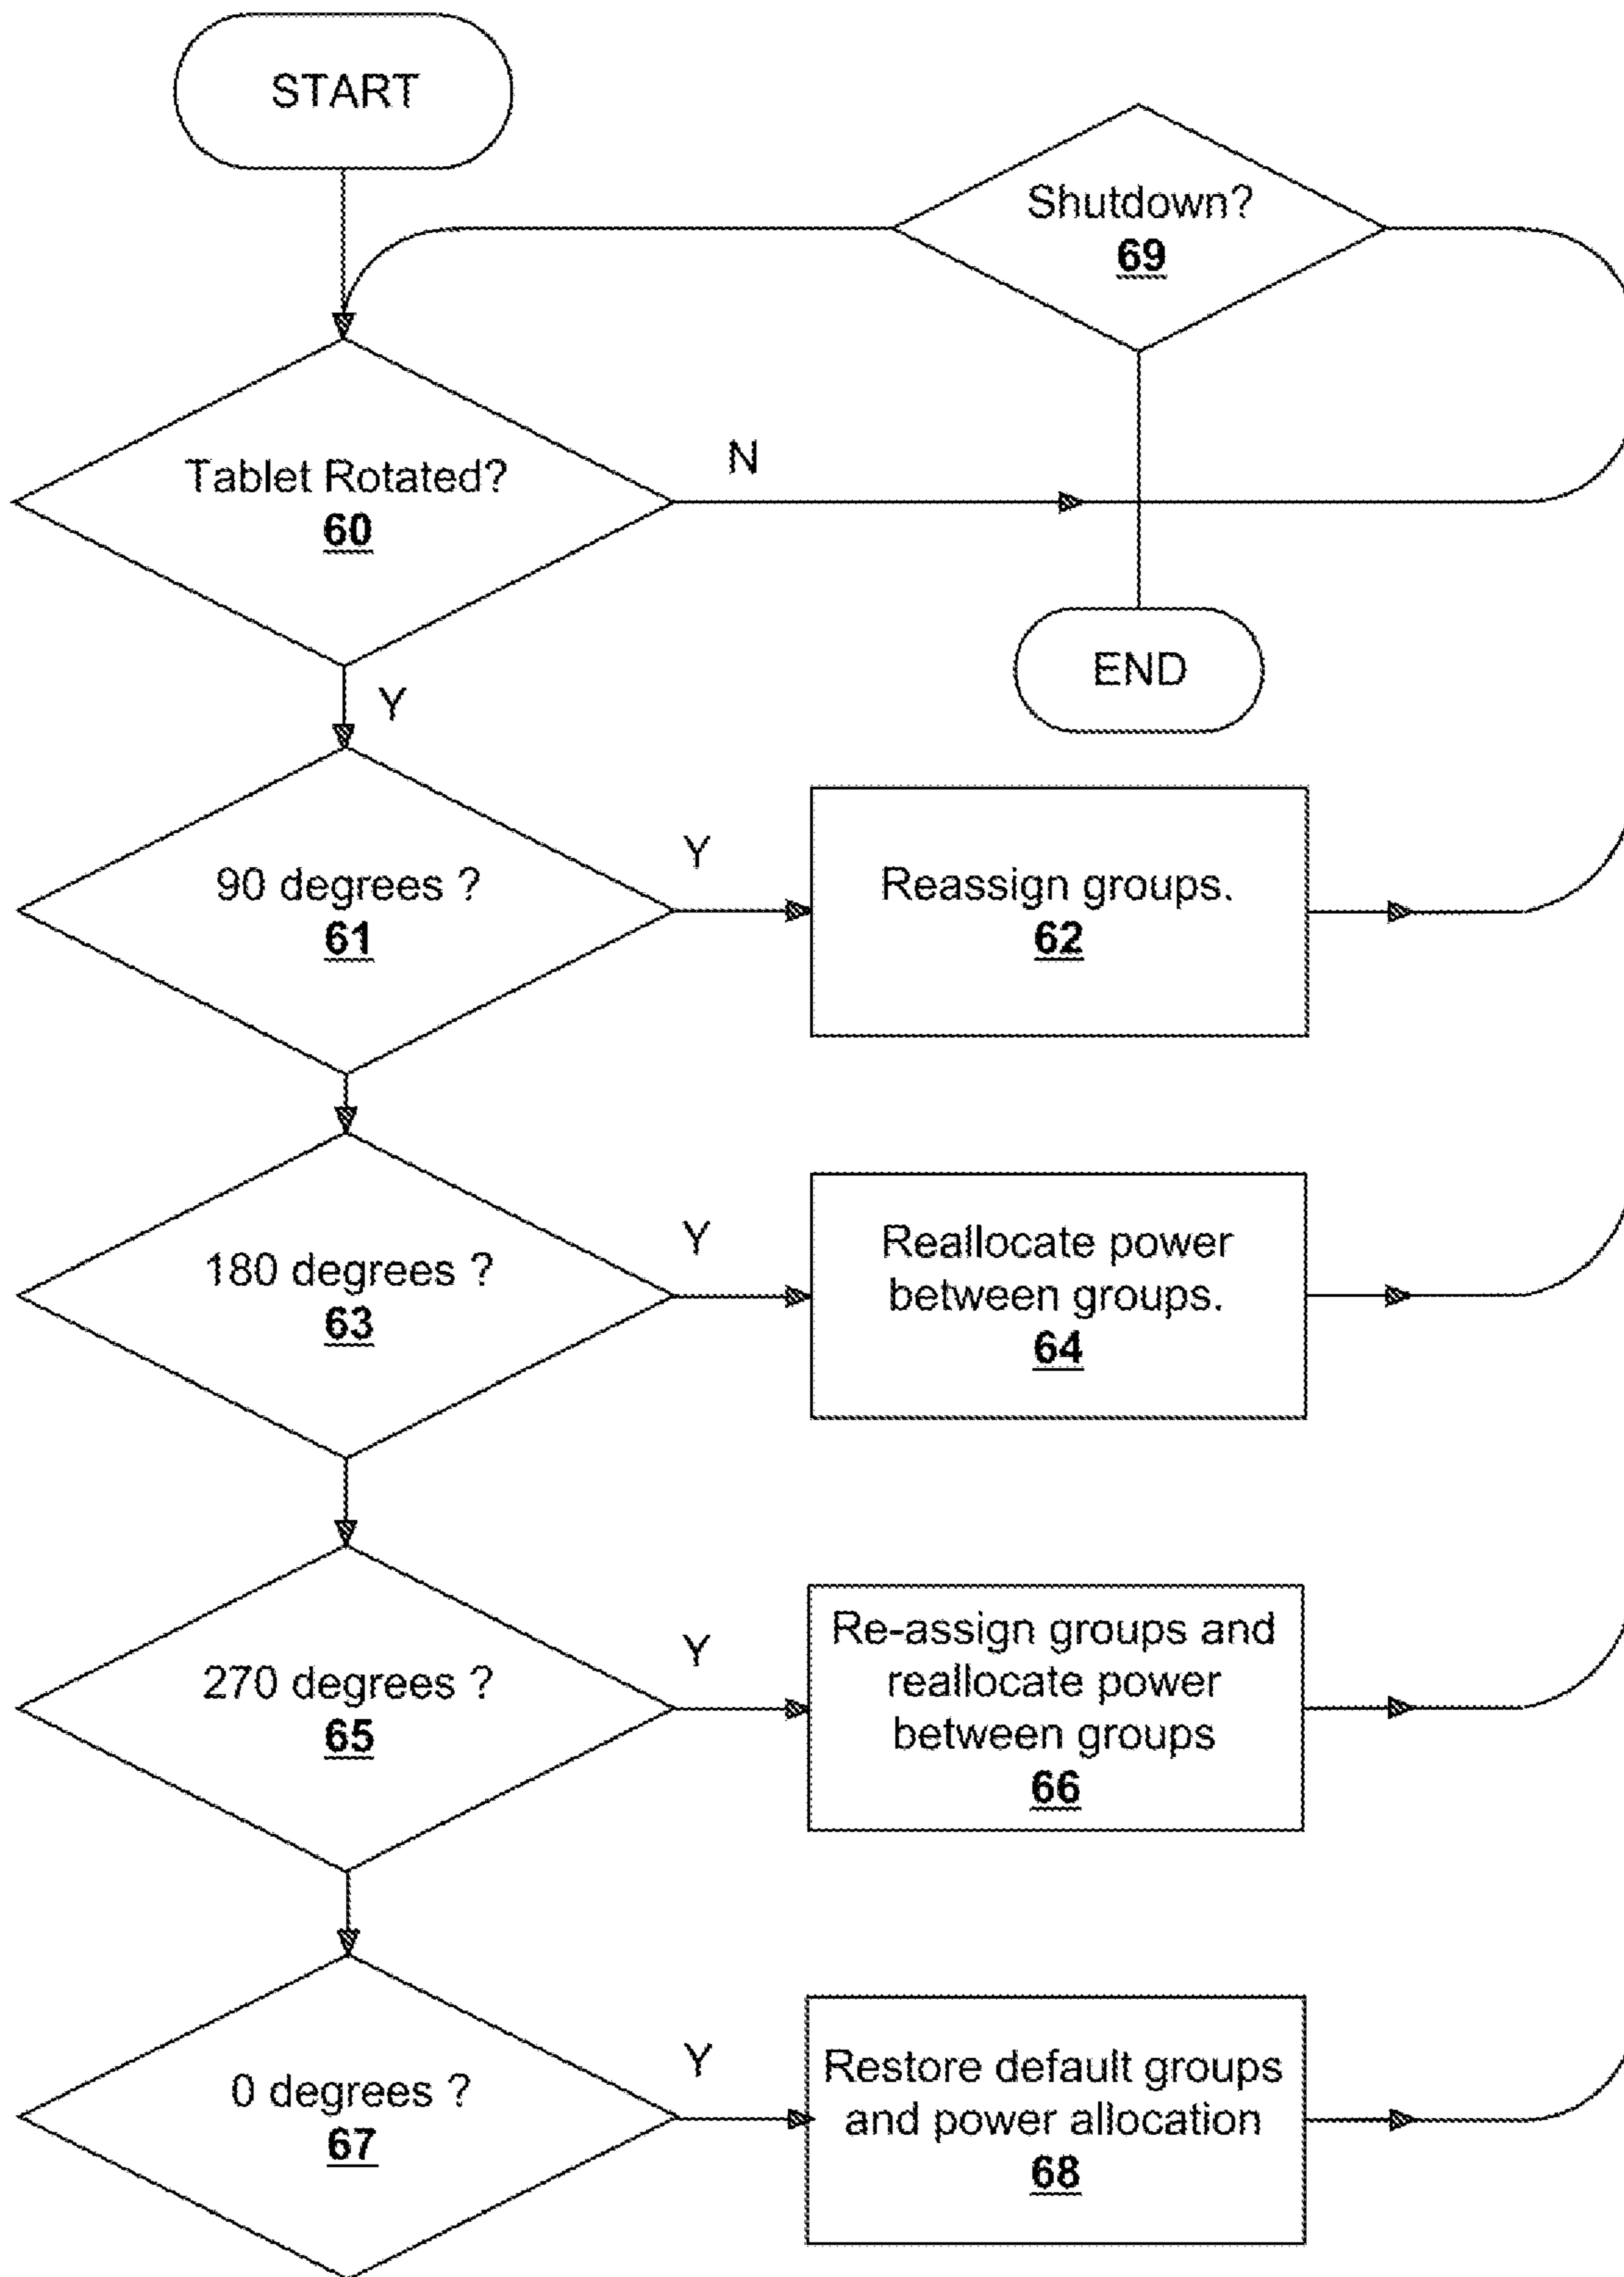 START
Shutdown?
69
Tablet Rotated?
60
N
END
Y
90 degrees ?
61
Y
Reassign groups.
62
180 degrees ?
63
Y
Reallocate power
between groups.
64
270 degrees ?
65
Y
Re-assign groups and
reallocate power
between groups
66
0 degrees ?
67
Y
Restore default groups
and power allocation
68